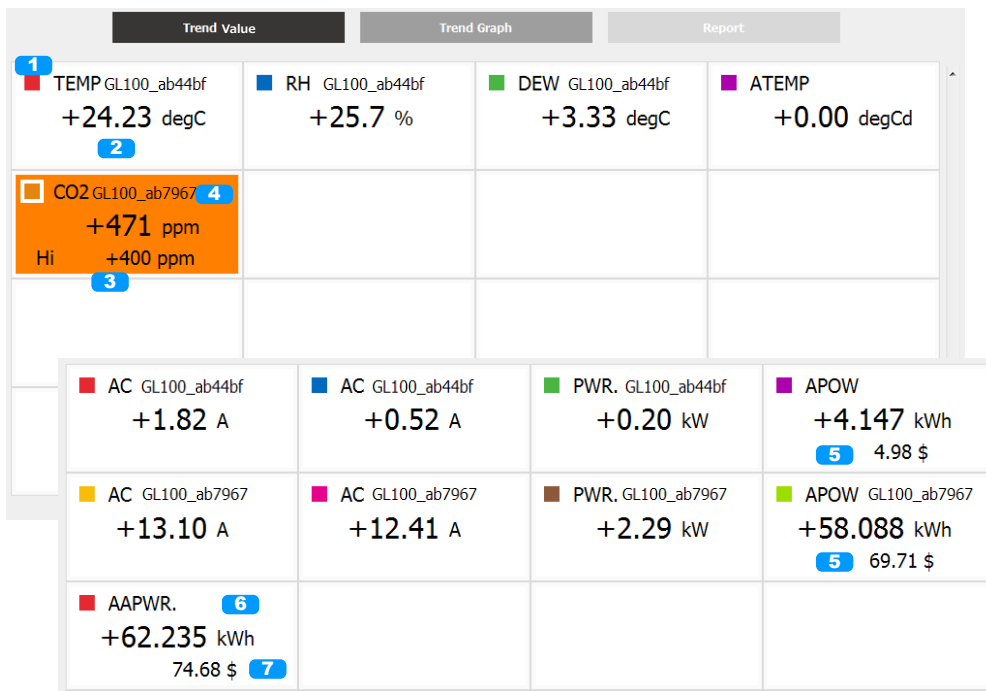 Trend Value Trend Graph Report
1
TEMP GL100_ab44bf RH GL100_ab44bf DEW GL100_ab44bf ATEMP
+24.23 degC +25.7 % +3.33 degC +0.00 degCd
2
CO2 GL100_ab7967 4
+471 ppm
Hi +400 ppm
3
AC GL100_ab44bf AC GL100_ab44bf PWR. GL100_ab44bf APOW
+1.82 A +0.52 A +0.20 kW +4.147 kWh
5 4.98 $
AC GL100_ab7967 AC GL100_ab7967 PWR. GL100_ab7967 APOW GL100_ab7967
+13.10 A +12.41 A +2.29 kW +58.088 kWh
5 69.71 $
AAPWR. 6
+62.235 kWh
74.68 $ 7